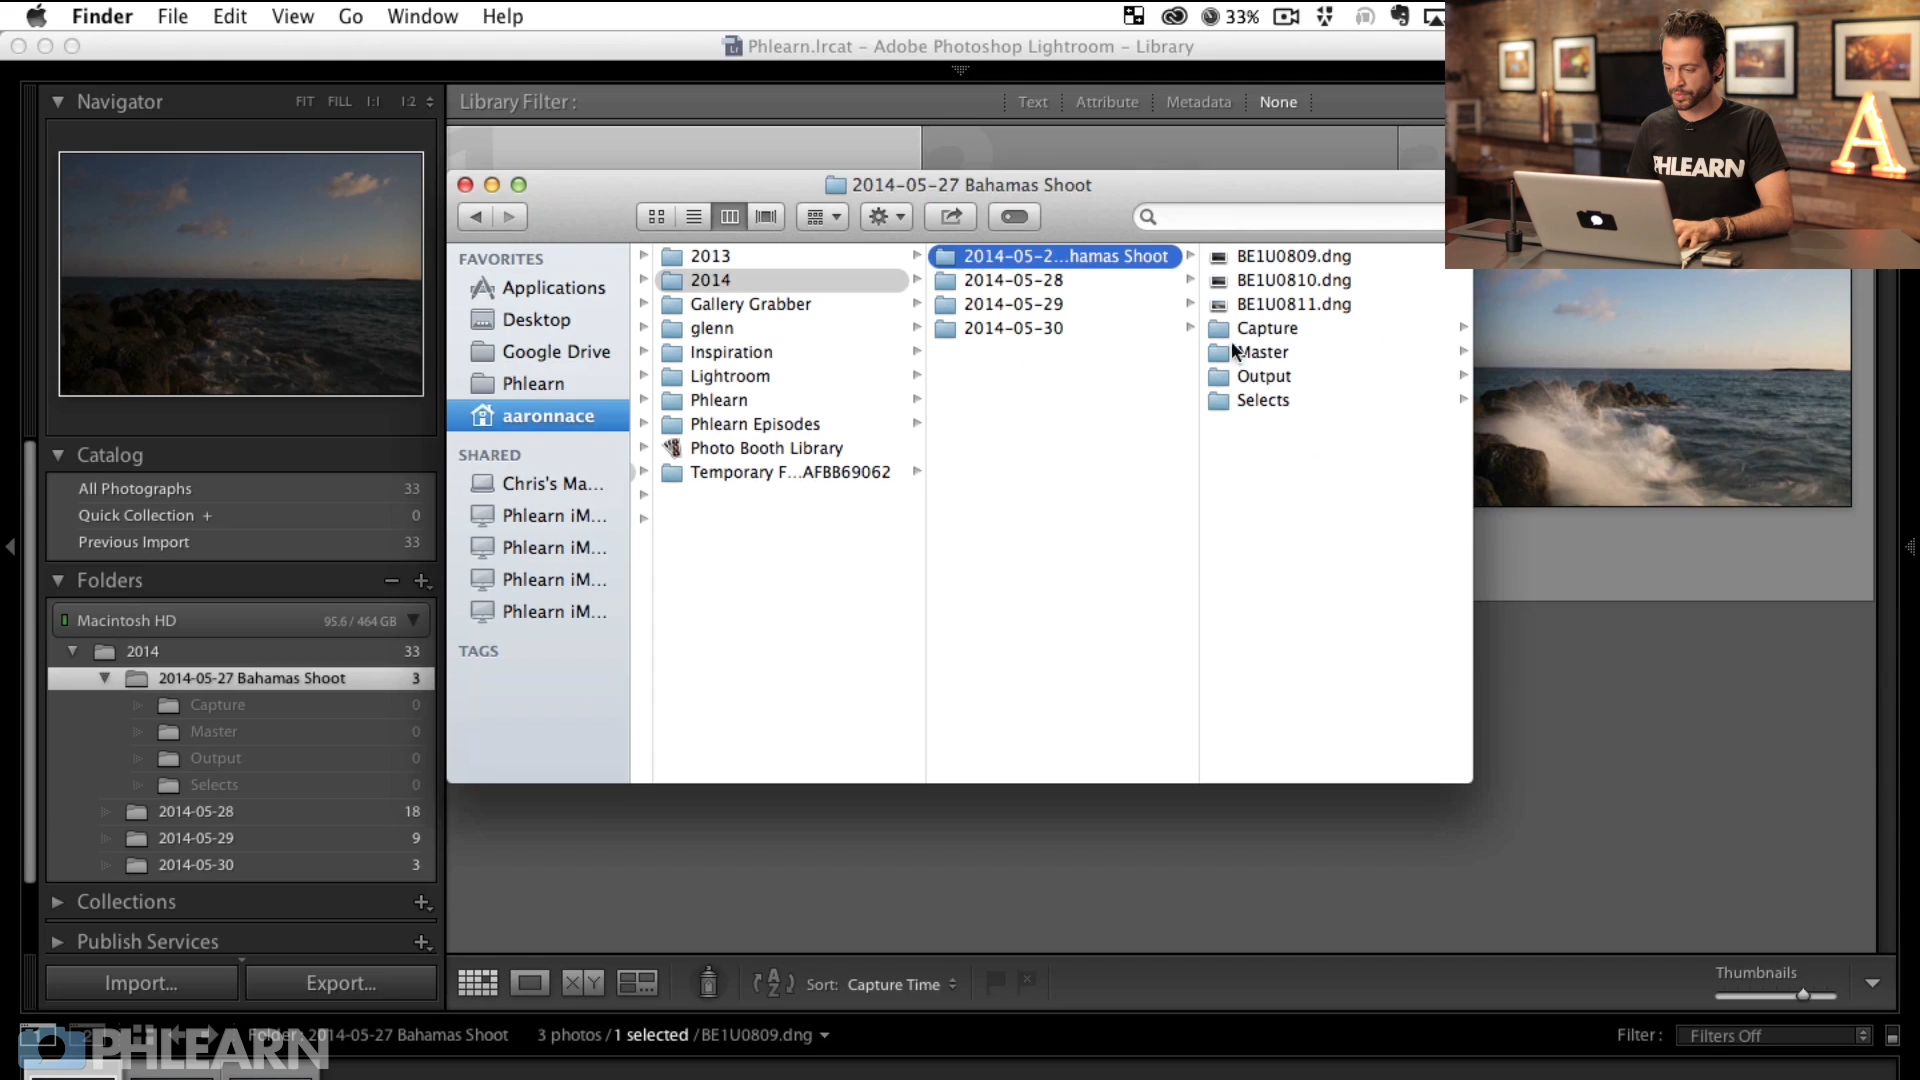 Finder File Edit View Go Window Help 33%
Phlearn.lrcat – Adobe Photoshop Lightroom – Library
Navigator FIT FILL 1:1 1:2
Library Filter : Text Attribute Metadata None
PHLEARN
A
2014-05-27 Bahamas Shoot
FAVORITES
Applications
Desktop
Google Drive
Phlearn
aaronnace
SHARED
Chris's Ma...
Phlearn iM...
Phlearn iM...
Phlearn iM...
Phlearn iM...
TAGS
2013
2014
Gallery Grabber
glenn
Inspiration
Lightroom
Phlearn
Phlearn Episodes
Photo Booth Library
Temporary F...AFBB69062
2014-05-2...hamas Shoot
2014-05-28
2014-05-29
2014-05-30
BE1U0809.dng
BE1U0810.dng
BE1U0811.dng
Capture
Master
Output
Selects
Catalog
All Photographs 33
Quick Collection + 0
Previous Import 33
Folders
Macintosh HD 95.6 / 464 GB
2014 33
2014-05-27 Bahamas Shoot 3
Capture 0
Master 0
Output 0
Selects 0
2014-05-28 18
2014-05-29 9
2014-05-30 3
Collections
Publish Services
Import... Export...
XY AZ Sort: Capture Time
Thumbnails
Folder : 2014-05-27 Bahamas Shoot 3 photos / 1 selected / BE1U0809.dng
Filter : Filters Off
PHLEARN